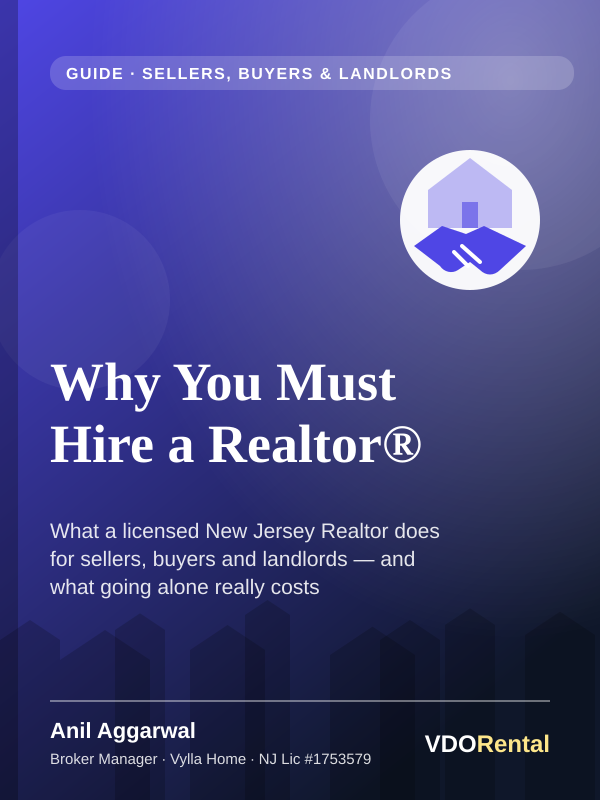 GUIDE · SELLERS, BUYERS & LANDLORDS
Why You Must
Hire a Realtor®
What a licensed New Jersey Realtor does
for sellers, buyers and landlords — and
what going alone really costs
Anil Aggarwal
Broker Manager · Vylla Home · NJ Lic #1753579
VDORental